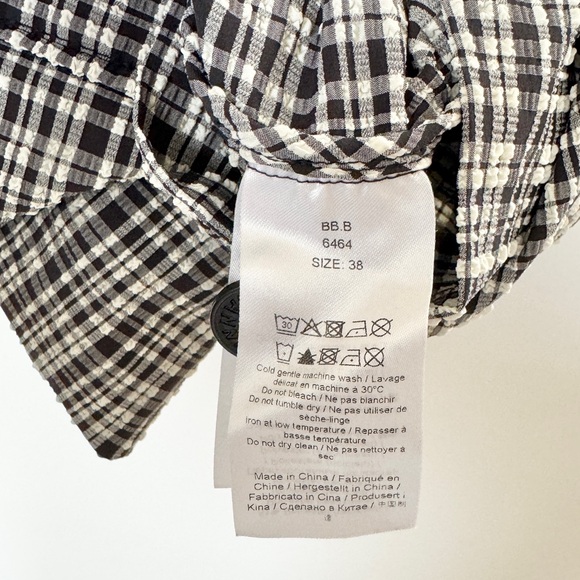 BB.B
6464
SIZE: 38
30
Cold gentle machine wash / Lavage
délicat en machine à 30°C
Do not bleach / Ne pas blanchir
Do not tumble dry / Ne pas utiliser de
sèche-linge
Iron at low temperature / Repasser à
basse température
Do not dry clean / Ne pas nettoyer à
sec
Made in China / Fabriqué en
Chine / Hergestellt in China /
Fabbricato in Cina / Produsert i
Kina / Сделано в Китае /